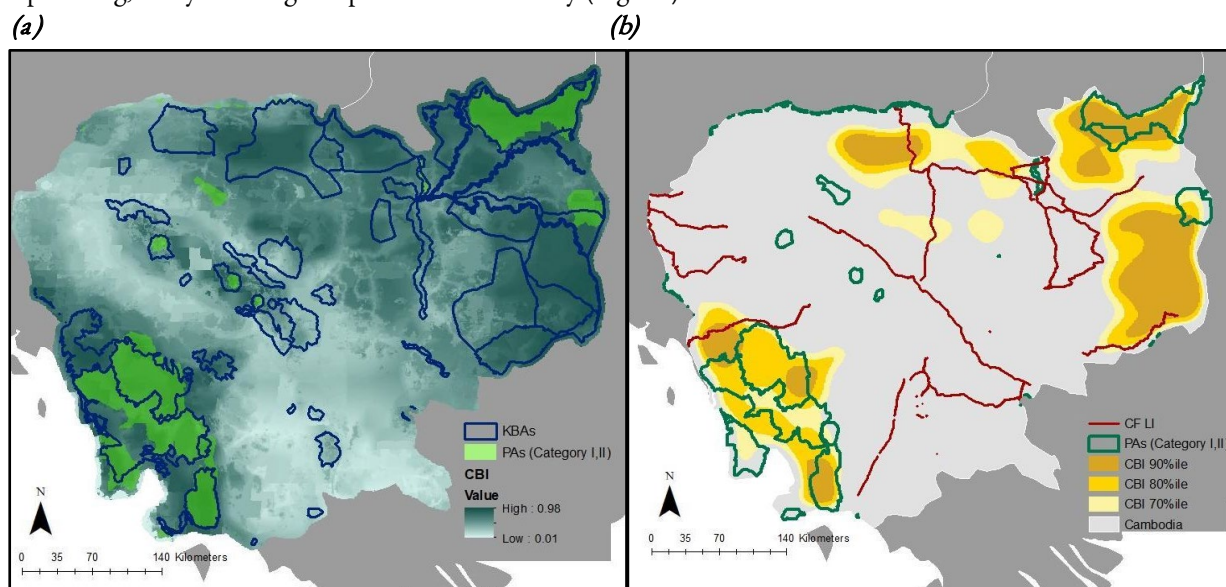 (a)
(b)
KBAs
PAs (Category I,II)
CBI
Value
High : 0.98
Low : 0.01
N
0 35 70 140 Kilometers
CF LI
PAs (Category I,II)
CBI 90%ile
CBI 80%ile
CBI 70%ile
Cambodia
N
0 35 70 140 Kilometers